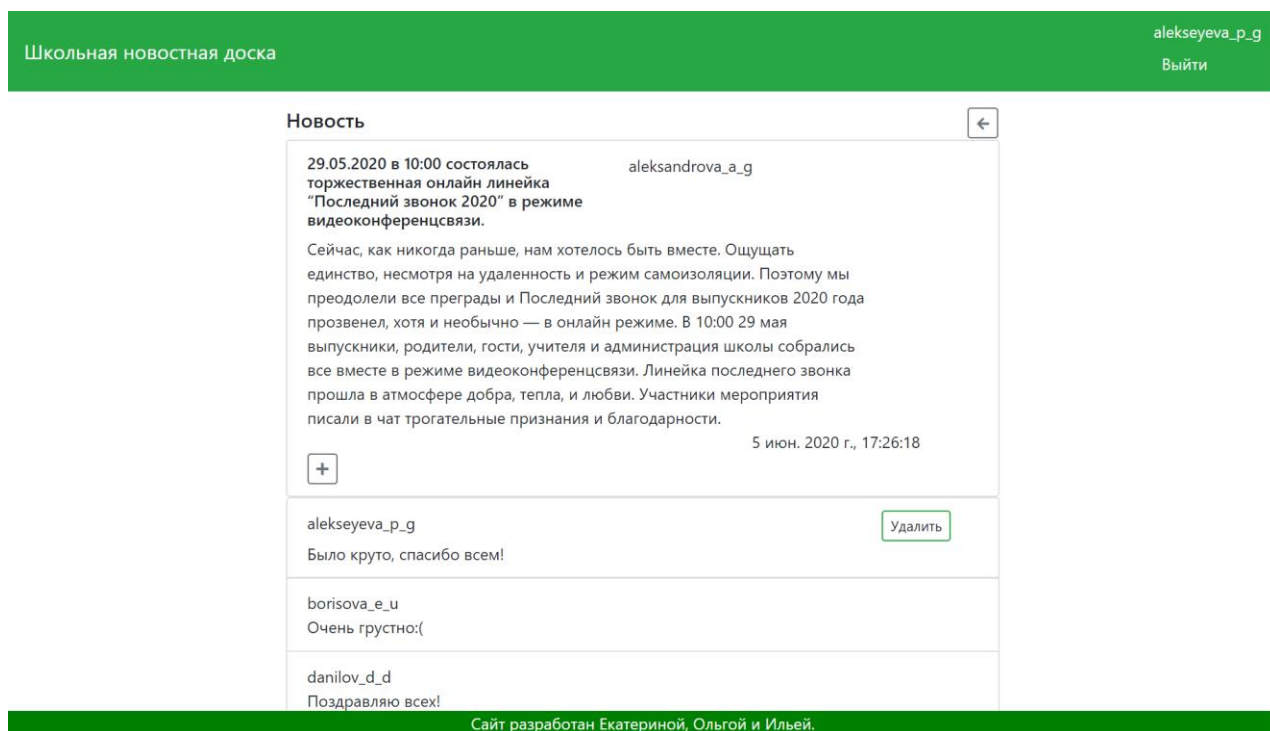 Школьная новостная доска
alekseyeva_p_g
Выйти
Новость
29.05.2020 в 10:00 состоялась
торжественная онлайн линейка
"Последний звонок 2020" в режиме
видеоконференцсвязи.
aleksandrova_a_g
Сейчас, как никогда раньше, нам хотелось быть вместе. Ощущать
единство, несмотря на удаленность и режим самоизоляции. Поэтому мы
преодолели все преграды и Последний звонок для выпускников 2020 года
прозвенел, хотя и необычно — в онлайн режиме. В 10:00 29 мая
выпускники, родители, гости, учителя и администрация школы собрались
все вместе в режиме видеоконференцсвязи. Линейка последнего звонка
прошла в атмосфере добра, тепла, и любви. Участники мероприятия
писали в чат трогательные признания и благодарности.
5 июн. 2020 г., 17:26:18
alekseyeva_p_g
Удалить
Было круто, спасибо всем!
borisova_e_u
Очень грустно:(
danilov_d_d
Поздравляю всех!
Сайт разработан Екатериной, Ольгой и Ильей.